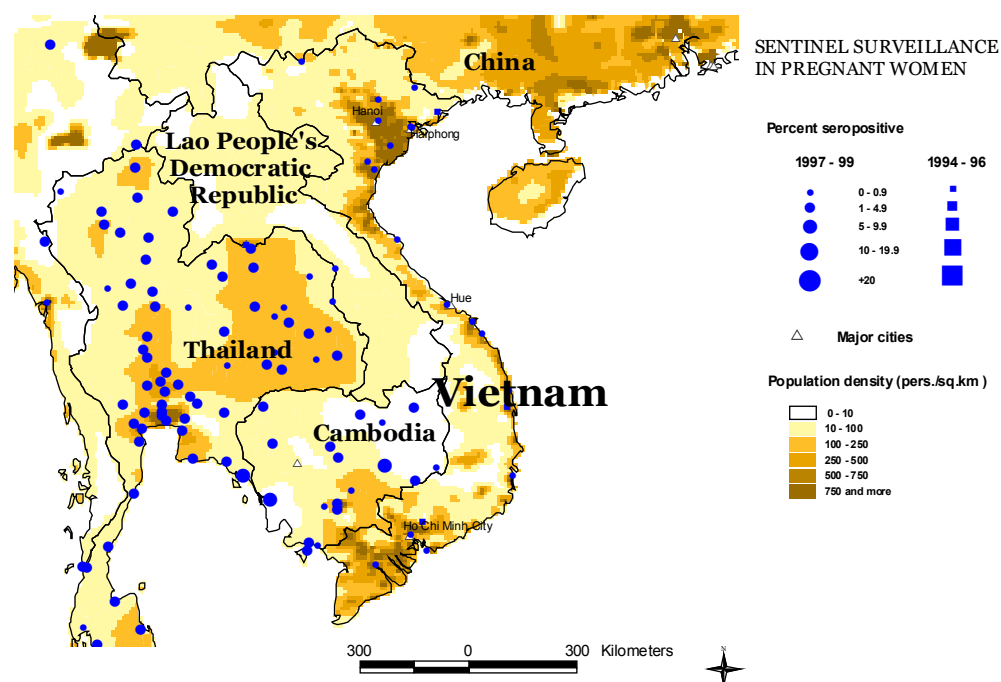 China
Hanoi
Haiphong
Lao People's
Democratic
Republic
Hue
Thailand
Vietnam
Cambodia
Ho Chi Minh City
300 0 300 Kilometers
N
SENTINEL SURVEILLANCE
IN PREGNANT WOMEN
Percent seropositive
1997 - 99 1994 - 96
0 - 0.9
1 - 4.9
5 - 9.9
10 - 19.9
+20
Major cities
Population density (pers./sq.km)
0 - 10
10 - 100
100 - 250
250 - 500
500 - 750
750 and more